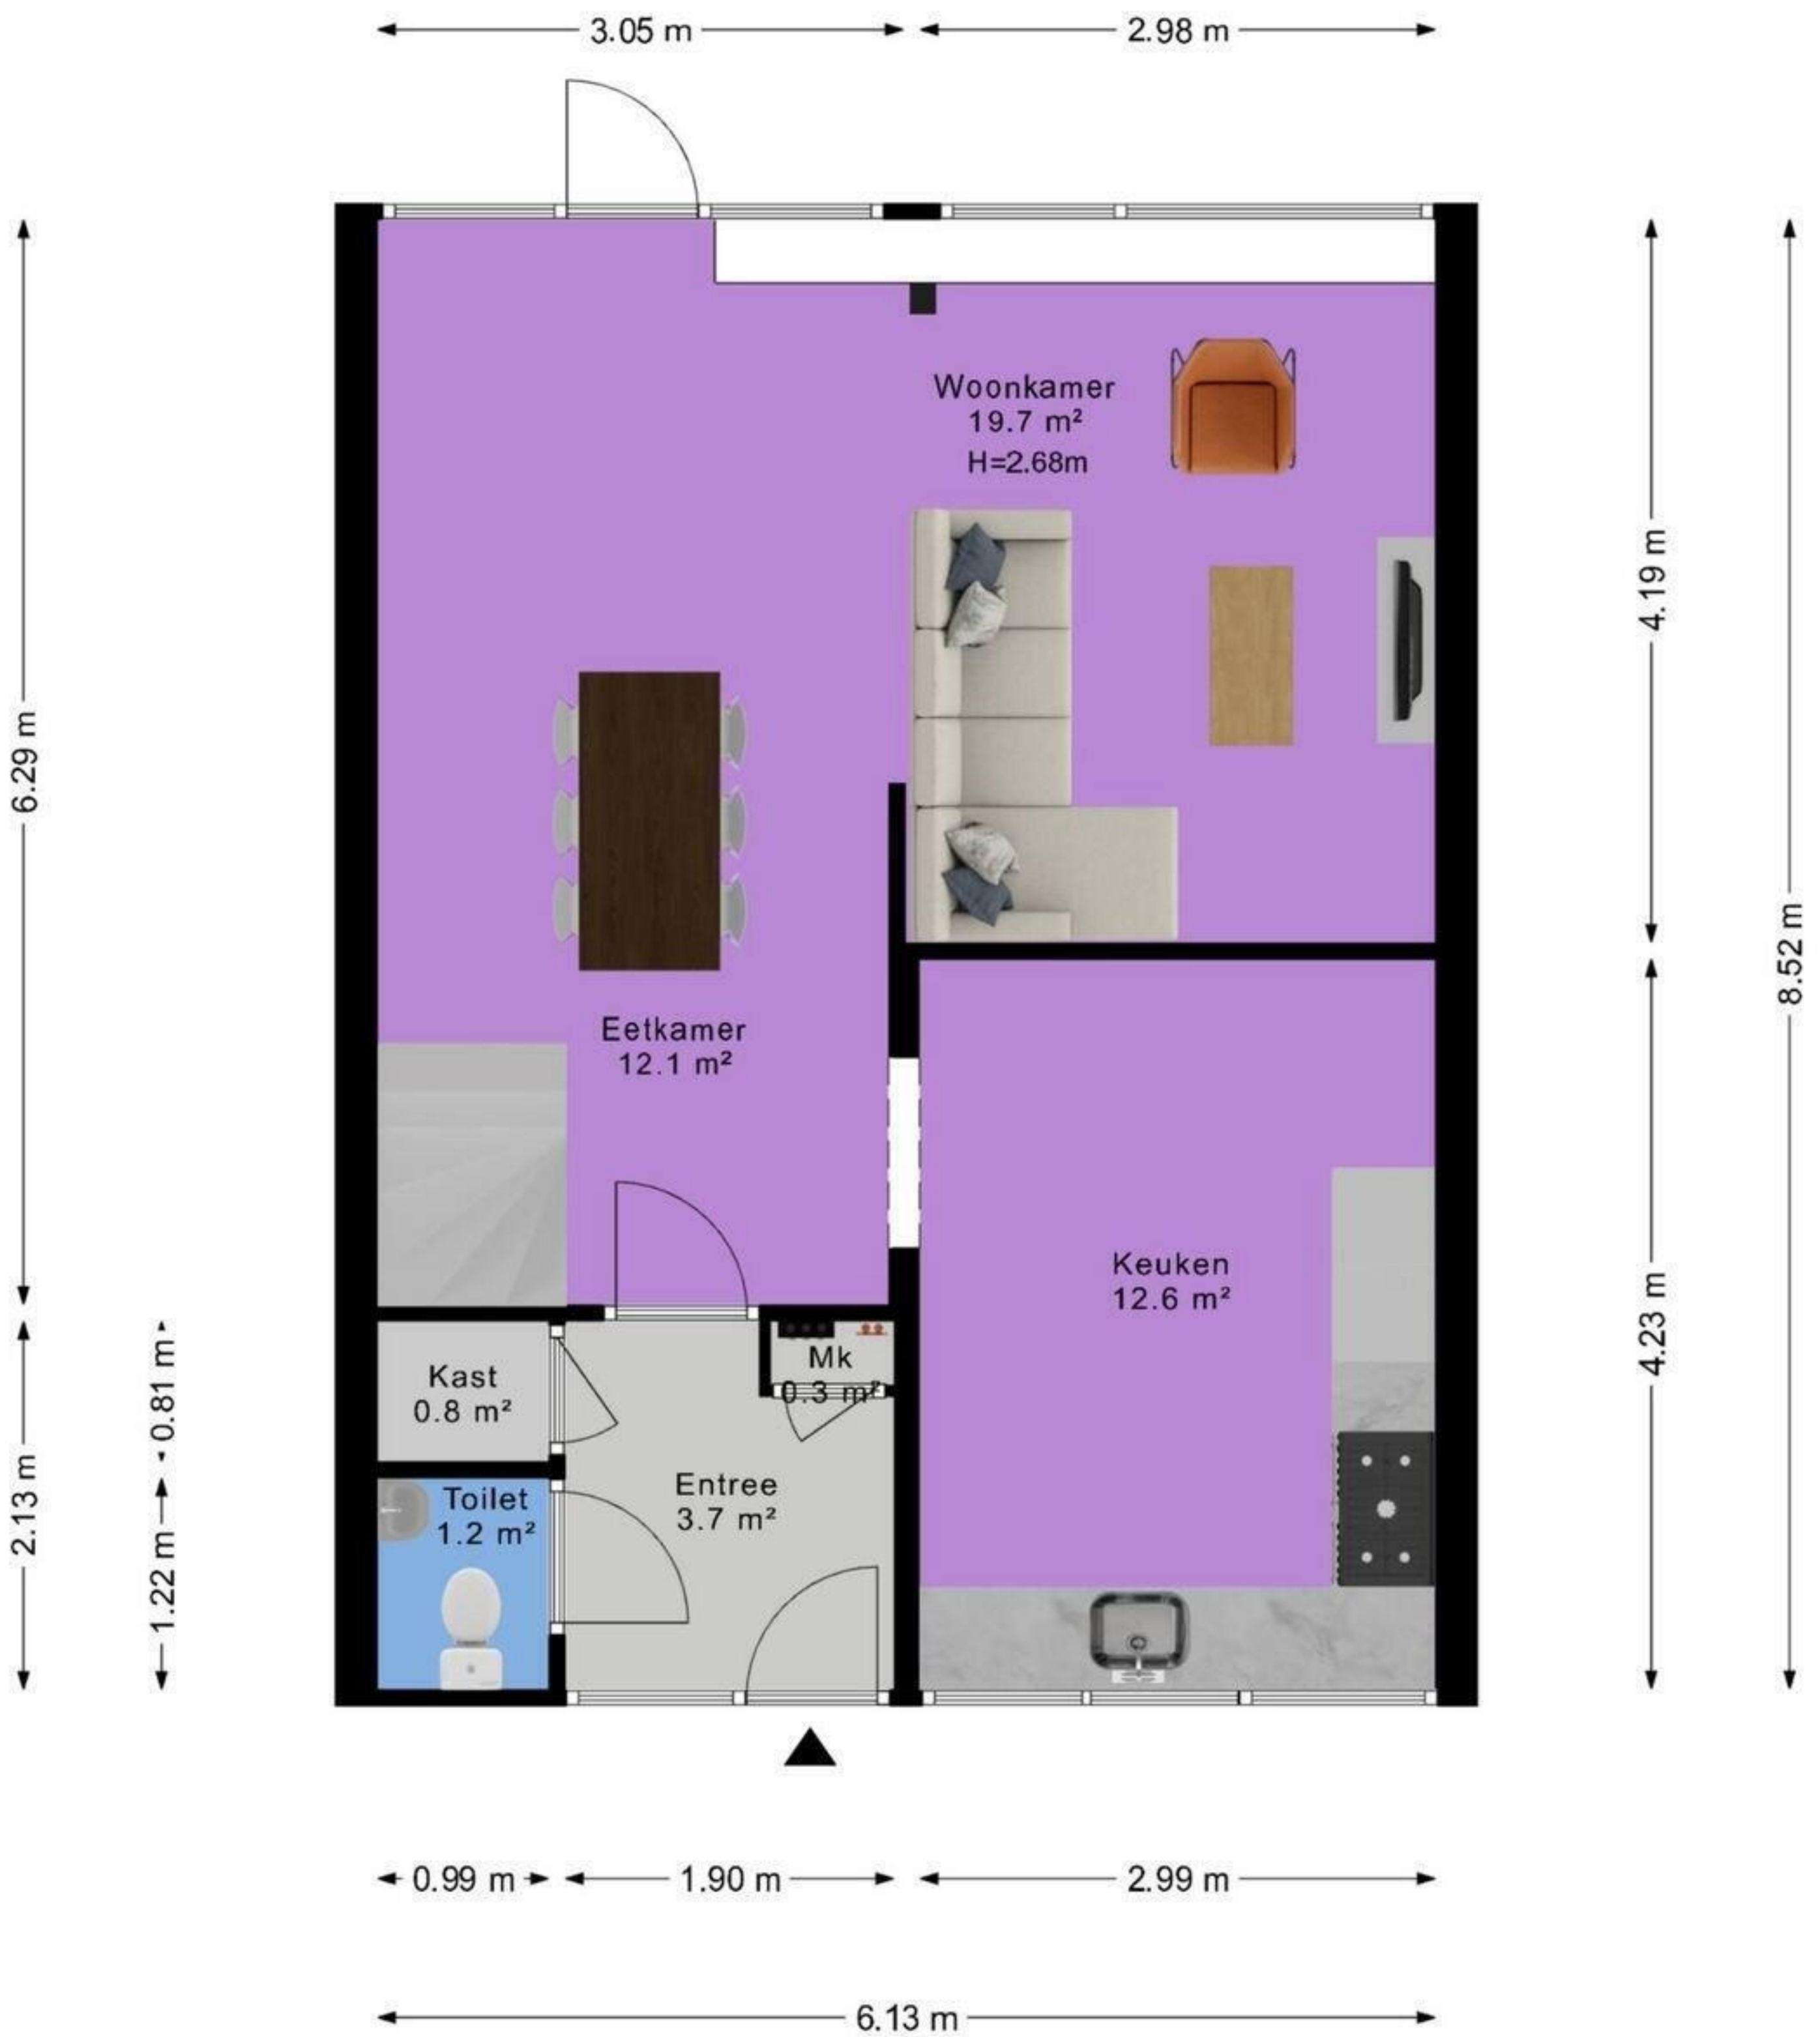 3.05 m
2.98 m
Woonkamer
19.7 m²
H=2.68m
4.19 m
6.29 m
8.52 m
Eetkamer
12.1 m²
Keuken
12.6 m²
4.23 m
Kast
0.8 m²
Mk
0.3 m²
0.81 m
2.13 m
Toilet
1.2 m²
Entree
3.7 m²
1.22 m
0.99 m
1.90 m
2.99 m
6.13 m